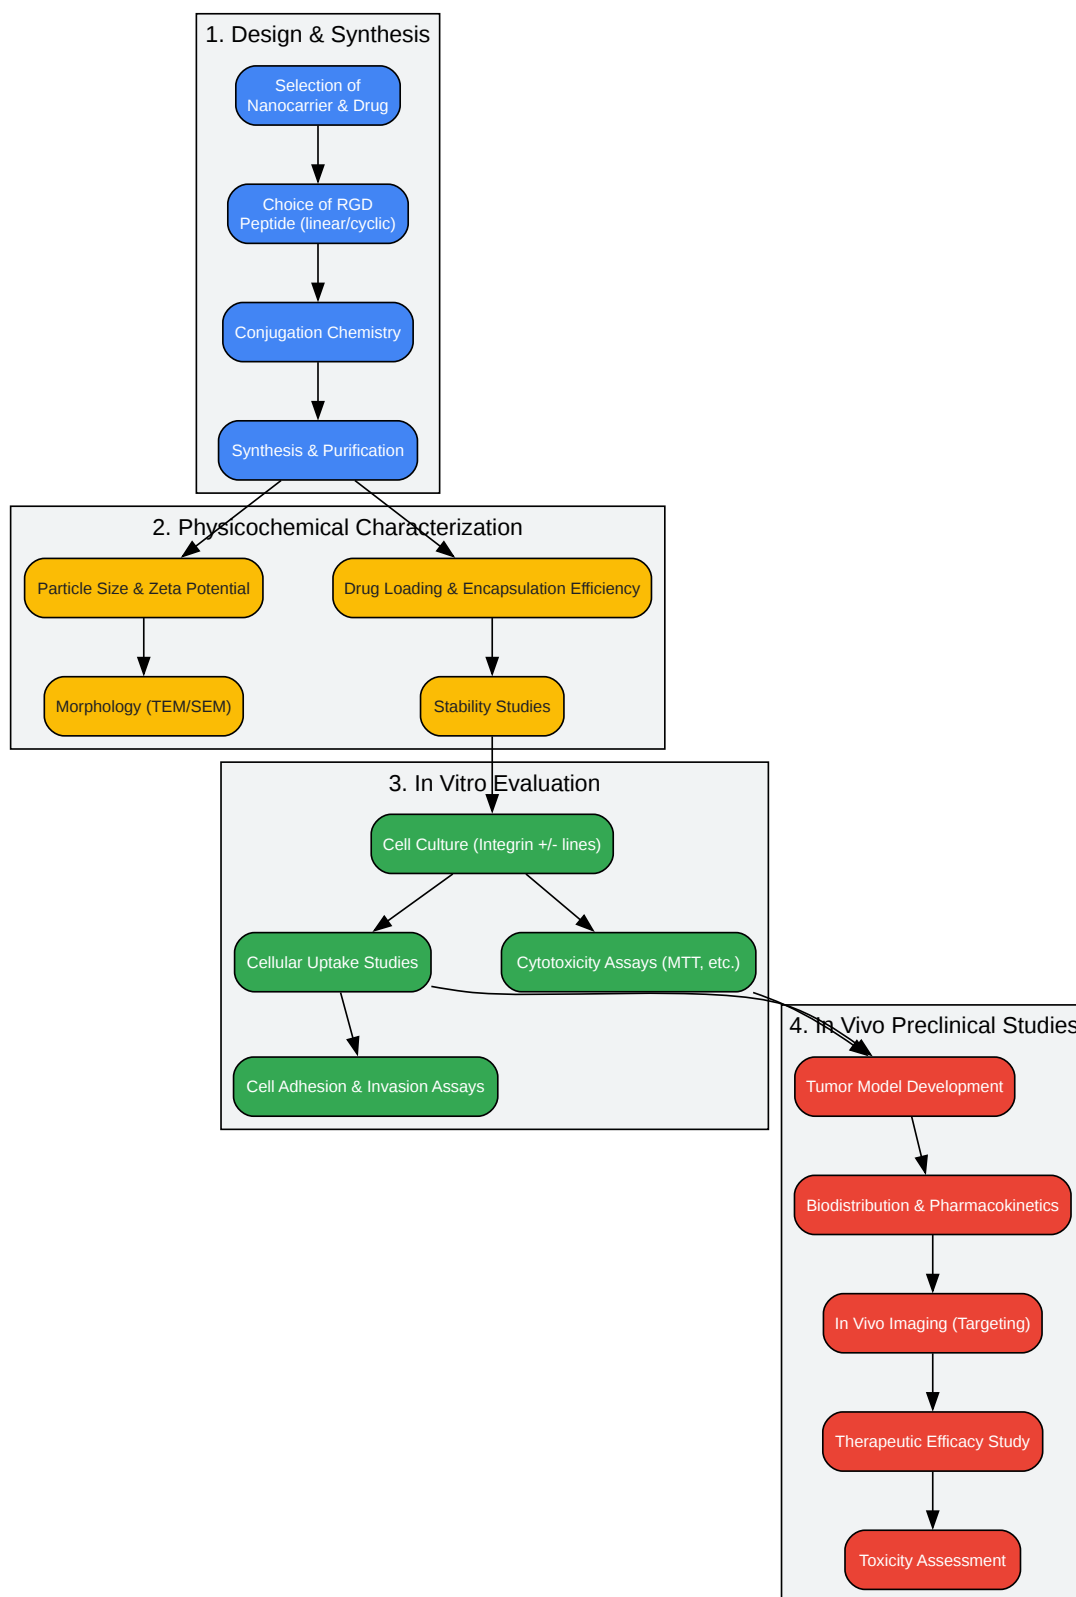 1. Design & Synthesis
Selection of
Nanocarrier & Drug
Choice of RGD
Peptide (linear/cyclic)
Conjugation Chemistry
Synthesis & Purification
2. Physicochemical Characterization
Particle Size & Zeta Potential
Drug Loading & Encapsulation Efficiency
Morphology (TEM/SEM)
Stability Studies
3. In Vitro Evaluation
Cell Culture (Integrin +/- lines)
Cellular Uptake Studies
Cytotoxicity Assays (MTT, etc.)
Cell Adhesion & Invasion Assays
4. In Vivo Preclinical Studies
Tumor Model Development
Biodistribution & Pharmacokinetics
In Vivo Imaging (Targeting)
Therapeutic Efficacy Study
Toxicity Assessment